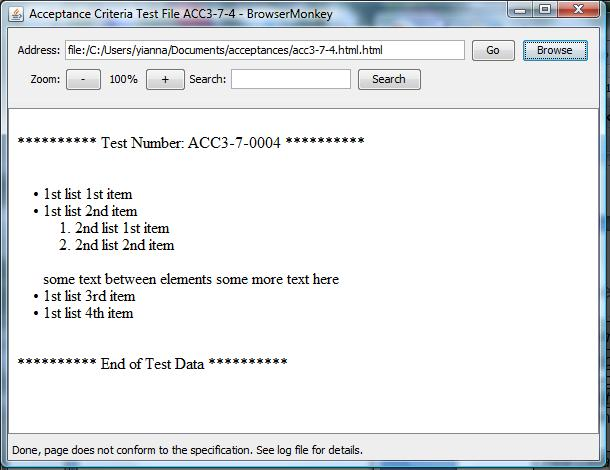 Acceptance Criteria Test File ACC3-7-4 - BrowserMonkey
Address: file:/C:/Users/yianna/Documents/acceptances/acc3-7-4.html.html Go Browse
Zoom: - 100% + Search: Search
********** Test Number: ACC3-7-0004 **********
• 1st list 1st item
• 1st list 2nd item
1. 2nd list 1st item
2. 2nd list 2nd item
some text between elements some more text here
• 1st list 3rd item
• 1st list 4th item
********** End of Test Data **********
Done, page does not conform to the specification. See log file for details.